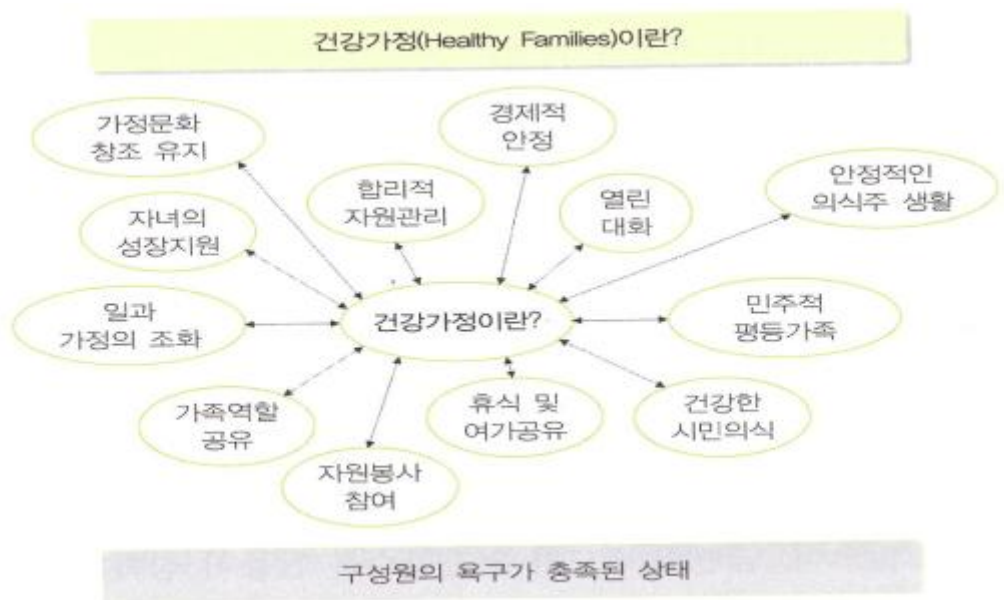 건강가정(Healthy Families)이란?
가정문화
창조 유지
경제적
안정
합리적
자원관리
열린
대화
안정적인
의식주 생활
자녀의
성장지원
일과
가정의 조화
건강가정이란?
민주적
평등가족
가족역할
공유
자원봉사
참여
휴식 및
여가공유
건강한
시민의식
구성원의 욕구가 충족된 상태